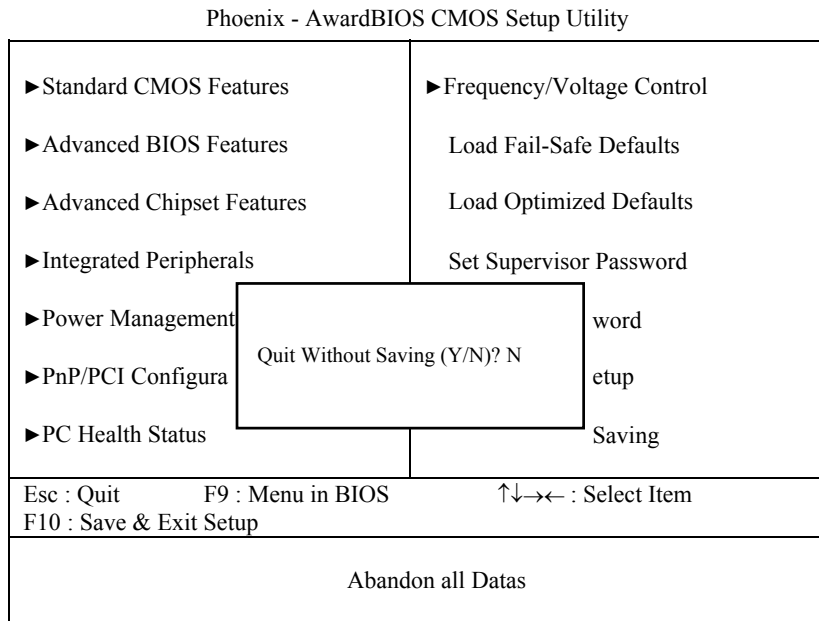 Phoenix - AwardBIOS CMOS Setup Utility
►Standard CMOS Features
►Advanced BIOS Features
►Advanced Chipset Features
►Integrated Peripherals
►Power Management
►PnP/PCI Configura
►PC Health Status
►Frequency/Voltage Control
Load Fail-Safe Defaults
Load Optimized Defaults
Set Supervisor Password
word
etup
Saving
Quit Without Saving (Y/N)? N
Esc : Quit F9 : Menu in BIOS ↑↓→← : Select Item
F10 : Save & Exit Setup
Abandon all Datas